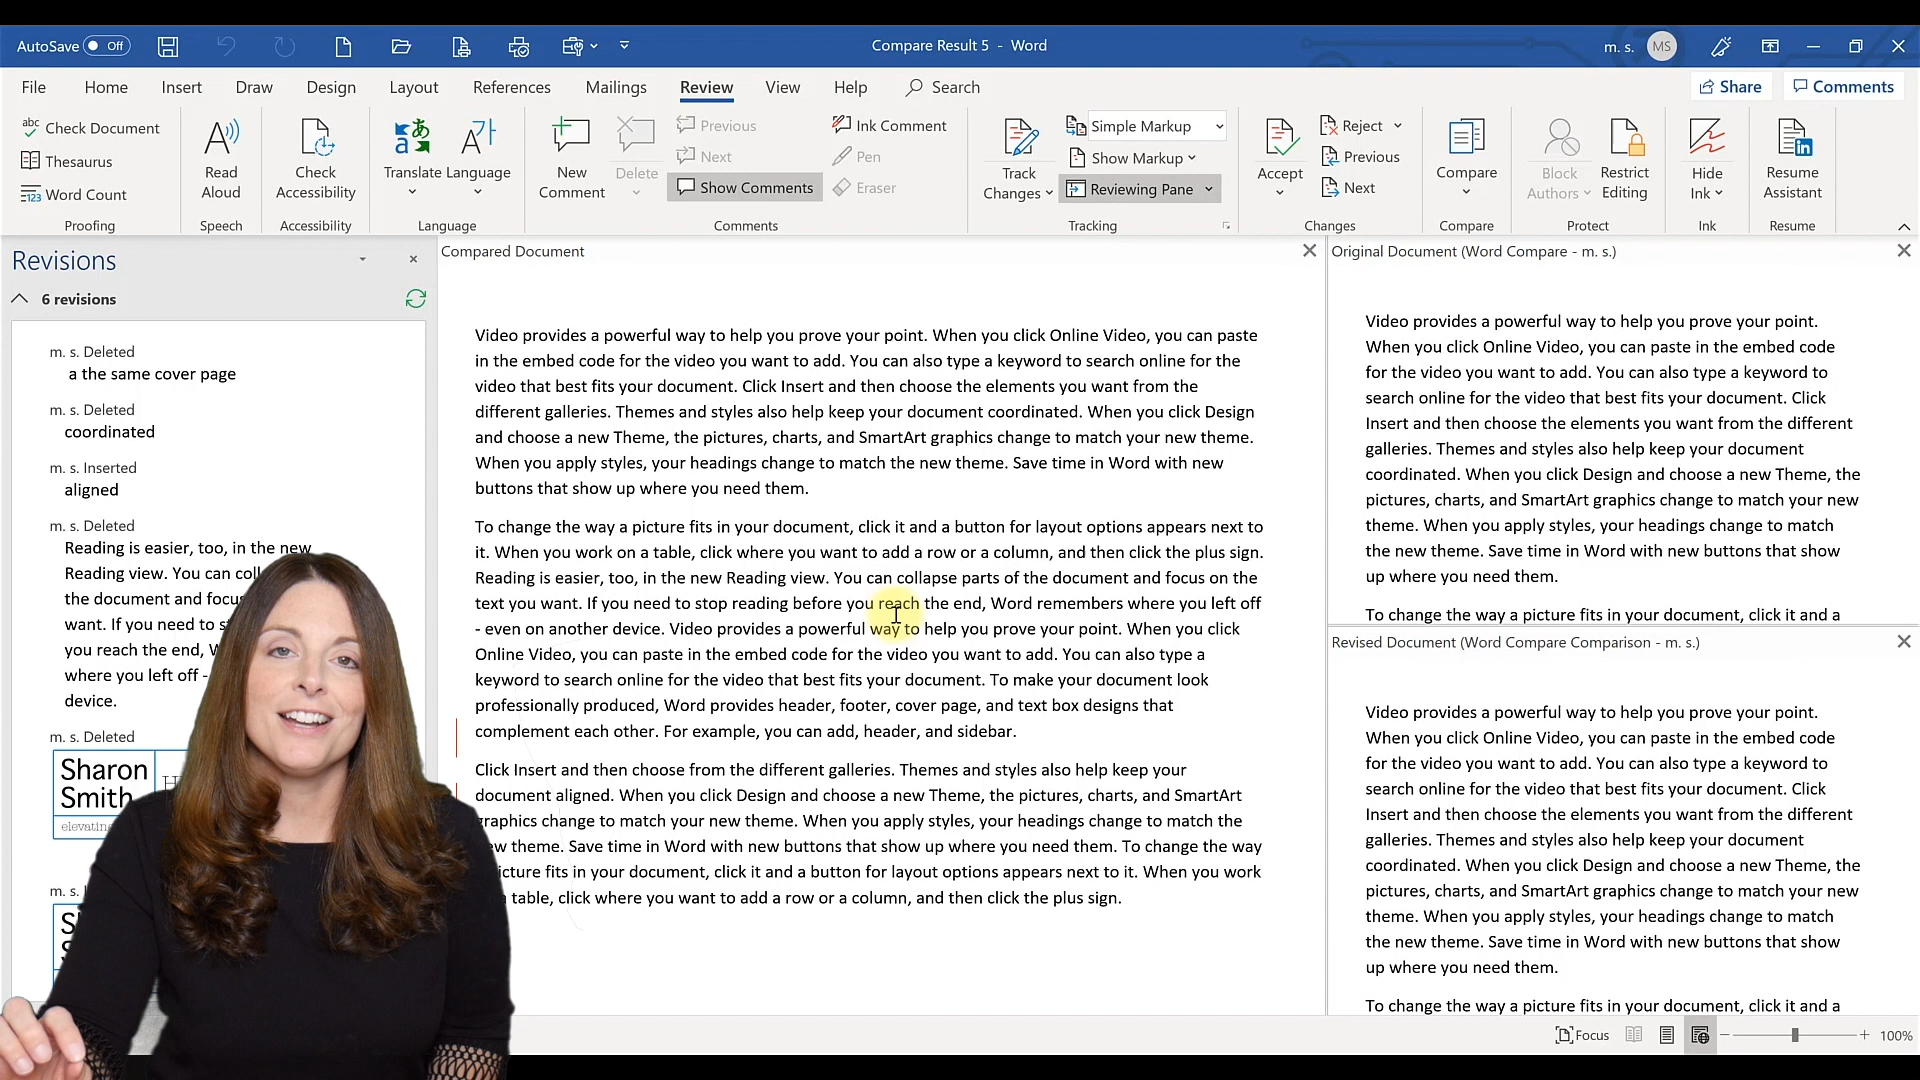 AutoSave Off
Compare Result 5 - Word
m. s. MS
File Home Insert Draw Design Layout References Mailings Review View Help Search
Share Comments
abc Check Document
Thesaurus
Word Count
Proofing
Read Aloud
Speech
Check Accessibility
Accessibility
Translate Language
Language
New Comment
Delete
Previous
Next
Show Comments
Ink Comment
Pen
Eraser
Comments
Track Changes
Simple Markup
Show Markup
Reviewing Pane
Tracking
Accept
Reject
Previous
Next
Changes
Compare
Compare
Block Authors
Restrict Editing
Protect
Hide Ink
Ink
Resume Assistant
Resume
Revisions
6 revisions
m. s. Deleted
a the same cover page
m. s. Deleted
coordinated
m. s. Inserted
aligned
m. s. Deleted
Reading is easier, too, in the new
Reading view. You can
the document and
want. If you need to
you reach the end,
where you left off -
device.
m. s. Deleted
Sharon
Smith
m. s.
Compared Document
Video provides a powerful way to help you prove your point. When you click Online Video, you can paste
in the embed code for the video you want to add. You can also type a keyword to search online for the
video that best fits your document. Click Insert and then choose the elements you want from the
different galleries. Themes and styles also help keep your document coordinated. When you click Design
and choose a new Theme, the pictures, charts, and SmartArt graphics change to match your new theme.
When you apply styles, your headings change to match the new theme. Save time in Word with new
buttons that show up where you need them.
To change the way a picture fits in your document, click it and a button for layout options appears next to
it. When you work on a table, click where you want to add a row or a column, and then click the plus sign.
Reading is easier, too, in the new Reading view. You can collapse parts of the document and focus on the
text you want. If you need to stop reading before you reach the end, Word remembers where you left off
- even on another device. Video provides a powerful way to help you prove your point. When you click
Online Video, you can paste in the embed code for the video you want to add. You can also type a
keyword to search online for the video that best fits your document. To make your document look
professionally produced, Word provides header, footer, cover page, and text box designs that
complement each other. For example, you can add, header, and sidebar.
Click Insert and then choose from the different galleries. Themes and styles also help keep your
document aligned. When you click Design and choose a new Theme, the pictures, charts, and SmartArt
graphics change to match your new theme. When you apply styles, your headings change to match the
theme. Save time in Word with new buttons that show up where you need them. To change the way
picture fits in your document, click it and a button for layout options appears next to it. When you work
table, click where you want to add a row or a column, and then click the plus sign.
Original Document (Word Compare - m. s.)
Video provides a powerful way to help you prove your point.
When you click Online Video, you can paste in the embed code
for the video you want to add. You can also type a keyword to
search online for the video that best fits your document. Click
Insert and then choose the elements you want from the different
galleries. Themes and styles also help keep your document
coordinated. When you click Design and choose a new Theme, the
pictures, charts, and SmartArt graphics change to match your new
theme. When you apply styles, your headings change to match
the new theme. Save time in Word with new buttons that show
up where you need them.
To change the way a picture fits in your document, click it and a
Revised Document (Word Compare Comparison - m. s.)
Video provides a powerful way to help you prove your point.
When you click Online Video, you can paste in the embed code
for the video you want to add. You can also type a keyword to
search online for the video that best fits your document. Click
Insert and then choose the elements you want from the different
galleries. Themes and styles also help keep your document
coordinated. When you click Design and choose a new Theme, the
pictures, charts, and SmartArt graphics change to match your new
theme. When you apply styles, your headings change to match
the new theme. Save time in Word with new buttons that show
up where you need them.
To change the way a picture fits in your document, click it and a
Focus 100%